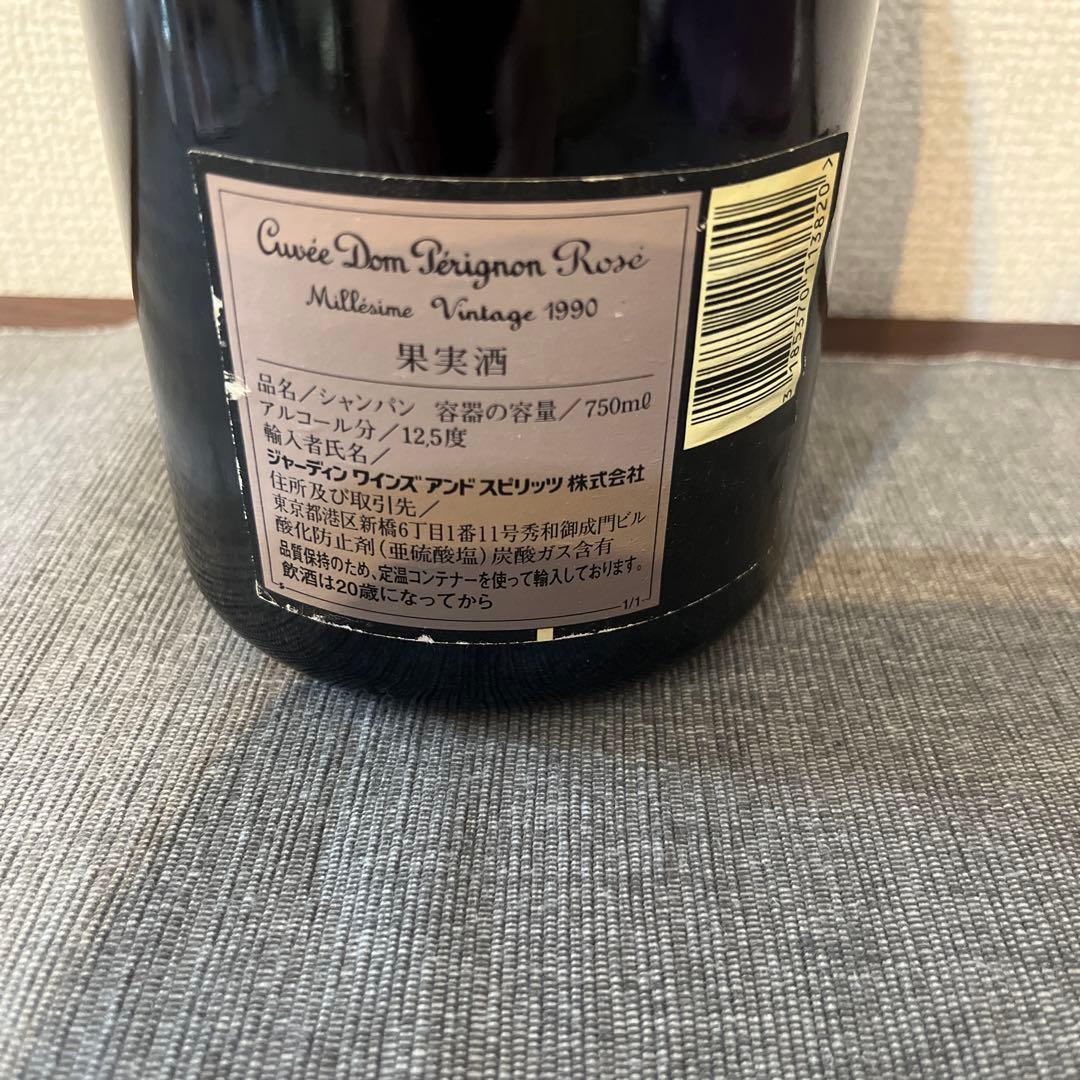 Cuvée Dom Pérignon Rosé
Millésime Vintage 1990
果実酒
品名／シャンパン 容器の容量／750ml
アルコール分／12,5度
輸入者氏名／
ジャーディン ワインズ アンド スピリッツ 株式会社
住所及び取引先／
東京都港区新橋6丁目1番11号秀和御成門ビル
酸化防止剤(亜硫酸塩)炭酸ガス含有
品質保持のため、定温コンテナーを使って輸入しております。
飲酒は20歳になってから
1/1
3 185370 113820 >